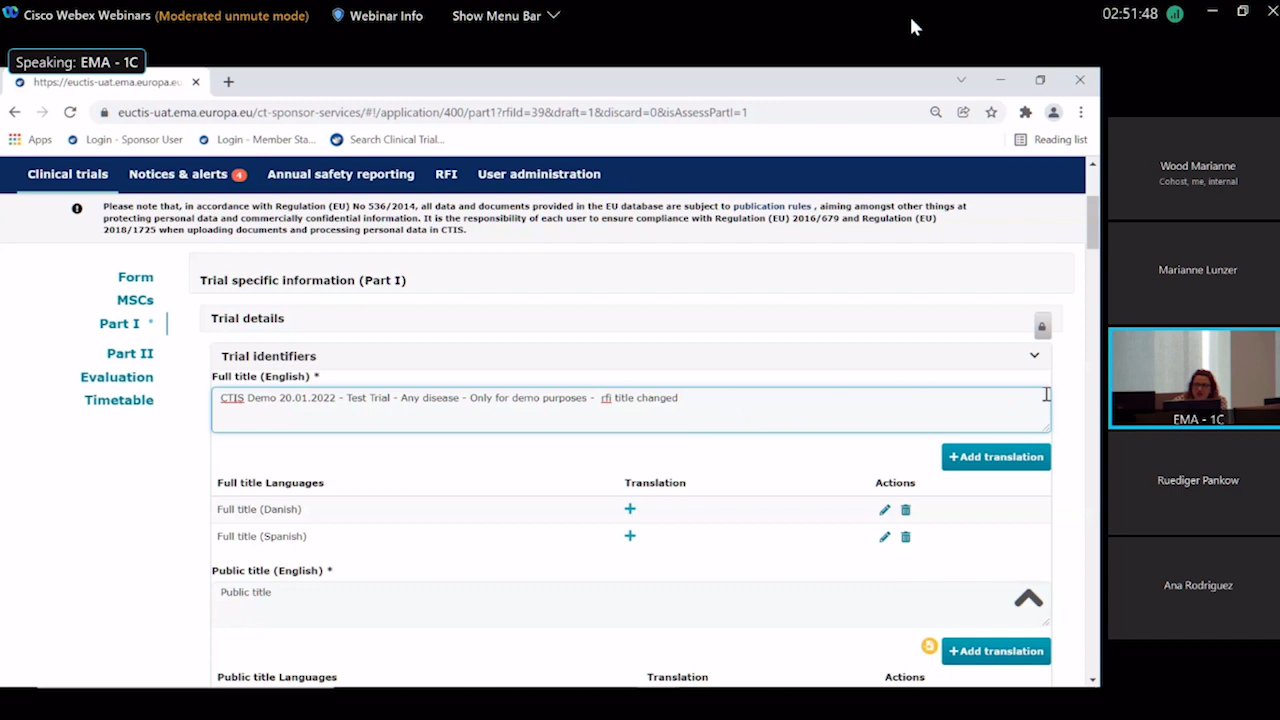 Cisco Webex Webinars (Moderated unmute mode) Webinar Info Show Menu Bar 02:51:48
Speaking: EMA - 1C
https://euctis-uat.ema.europa.eu
euctis-uat.ema.europa.eu/ct-sponsor-services/#!/application/400/part1?rfiId=39&draft=1&discard=0&isAssessPartI=1
Apps Login - Sponsor User Login - Member Sta... Search Clinical Trai... Reading list
Clinical trials Notices & alerts 4 Annual safety reporting RFI User administration
Please note that, in accordance with Regulation (EU) No 536/2014, all data and documents provided in the EU database are subject to publication rules , aiming amongst other things at
protecting personal data and commercially confidential information. It is the responsibility of each user to ensure compliance with Regulation (EU) 2016/679 and Regulation (EU)
2018/1725 when uploading documents and processing personal data in CTIS.
Form
MSCs
Part I *
Part II
Evaluation
Timetable
Trial specific information (Part I)
Trial details
Trial identifiers
Full title (English) *
CTIS Demo 20.01.2022 - Test Trial - Any disease - Only for demo purposes - rfi title changed
+Add translation
Full title Languages Translation Actions
Full title (Danish)
Full title (Spanish)
Public title (English) *
Public title
+Add translation
Public title Languages Translation Actions
Wood Marianne
Cohost, me, internal
Marianne Lunzer
EMA - 1C
Ruediger Pankow
Ana Rodriguez